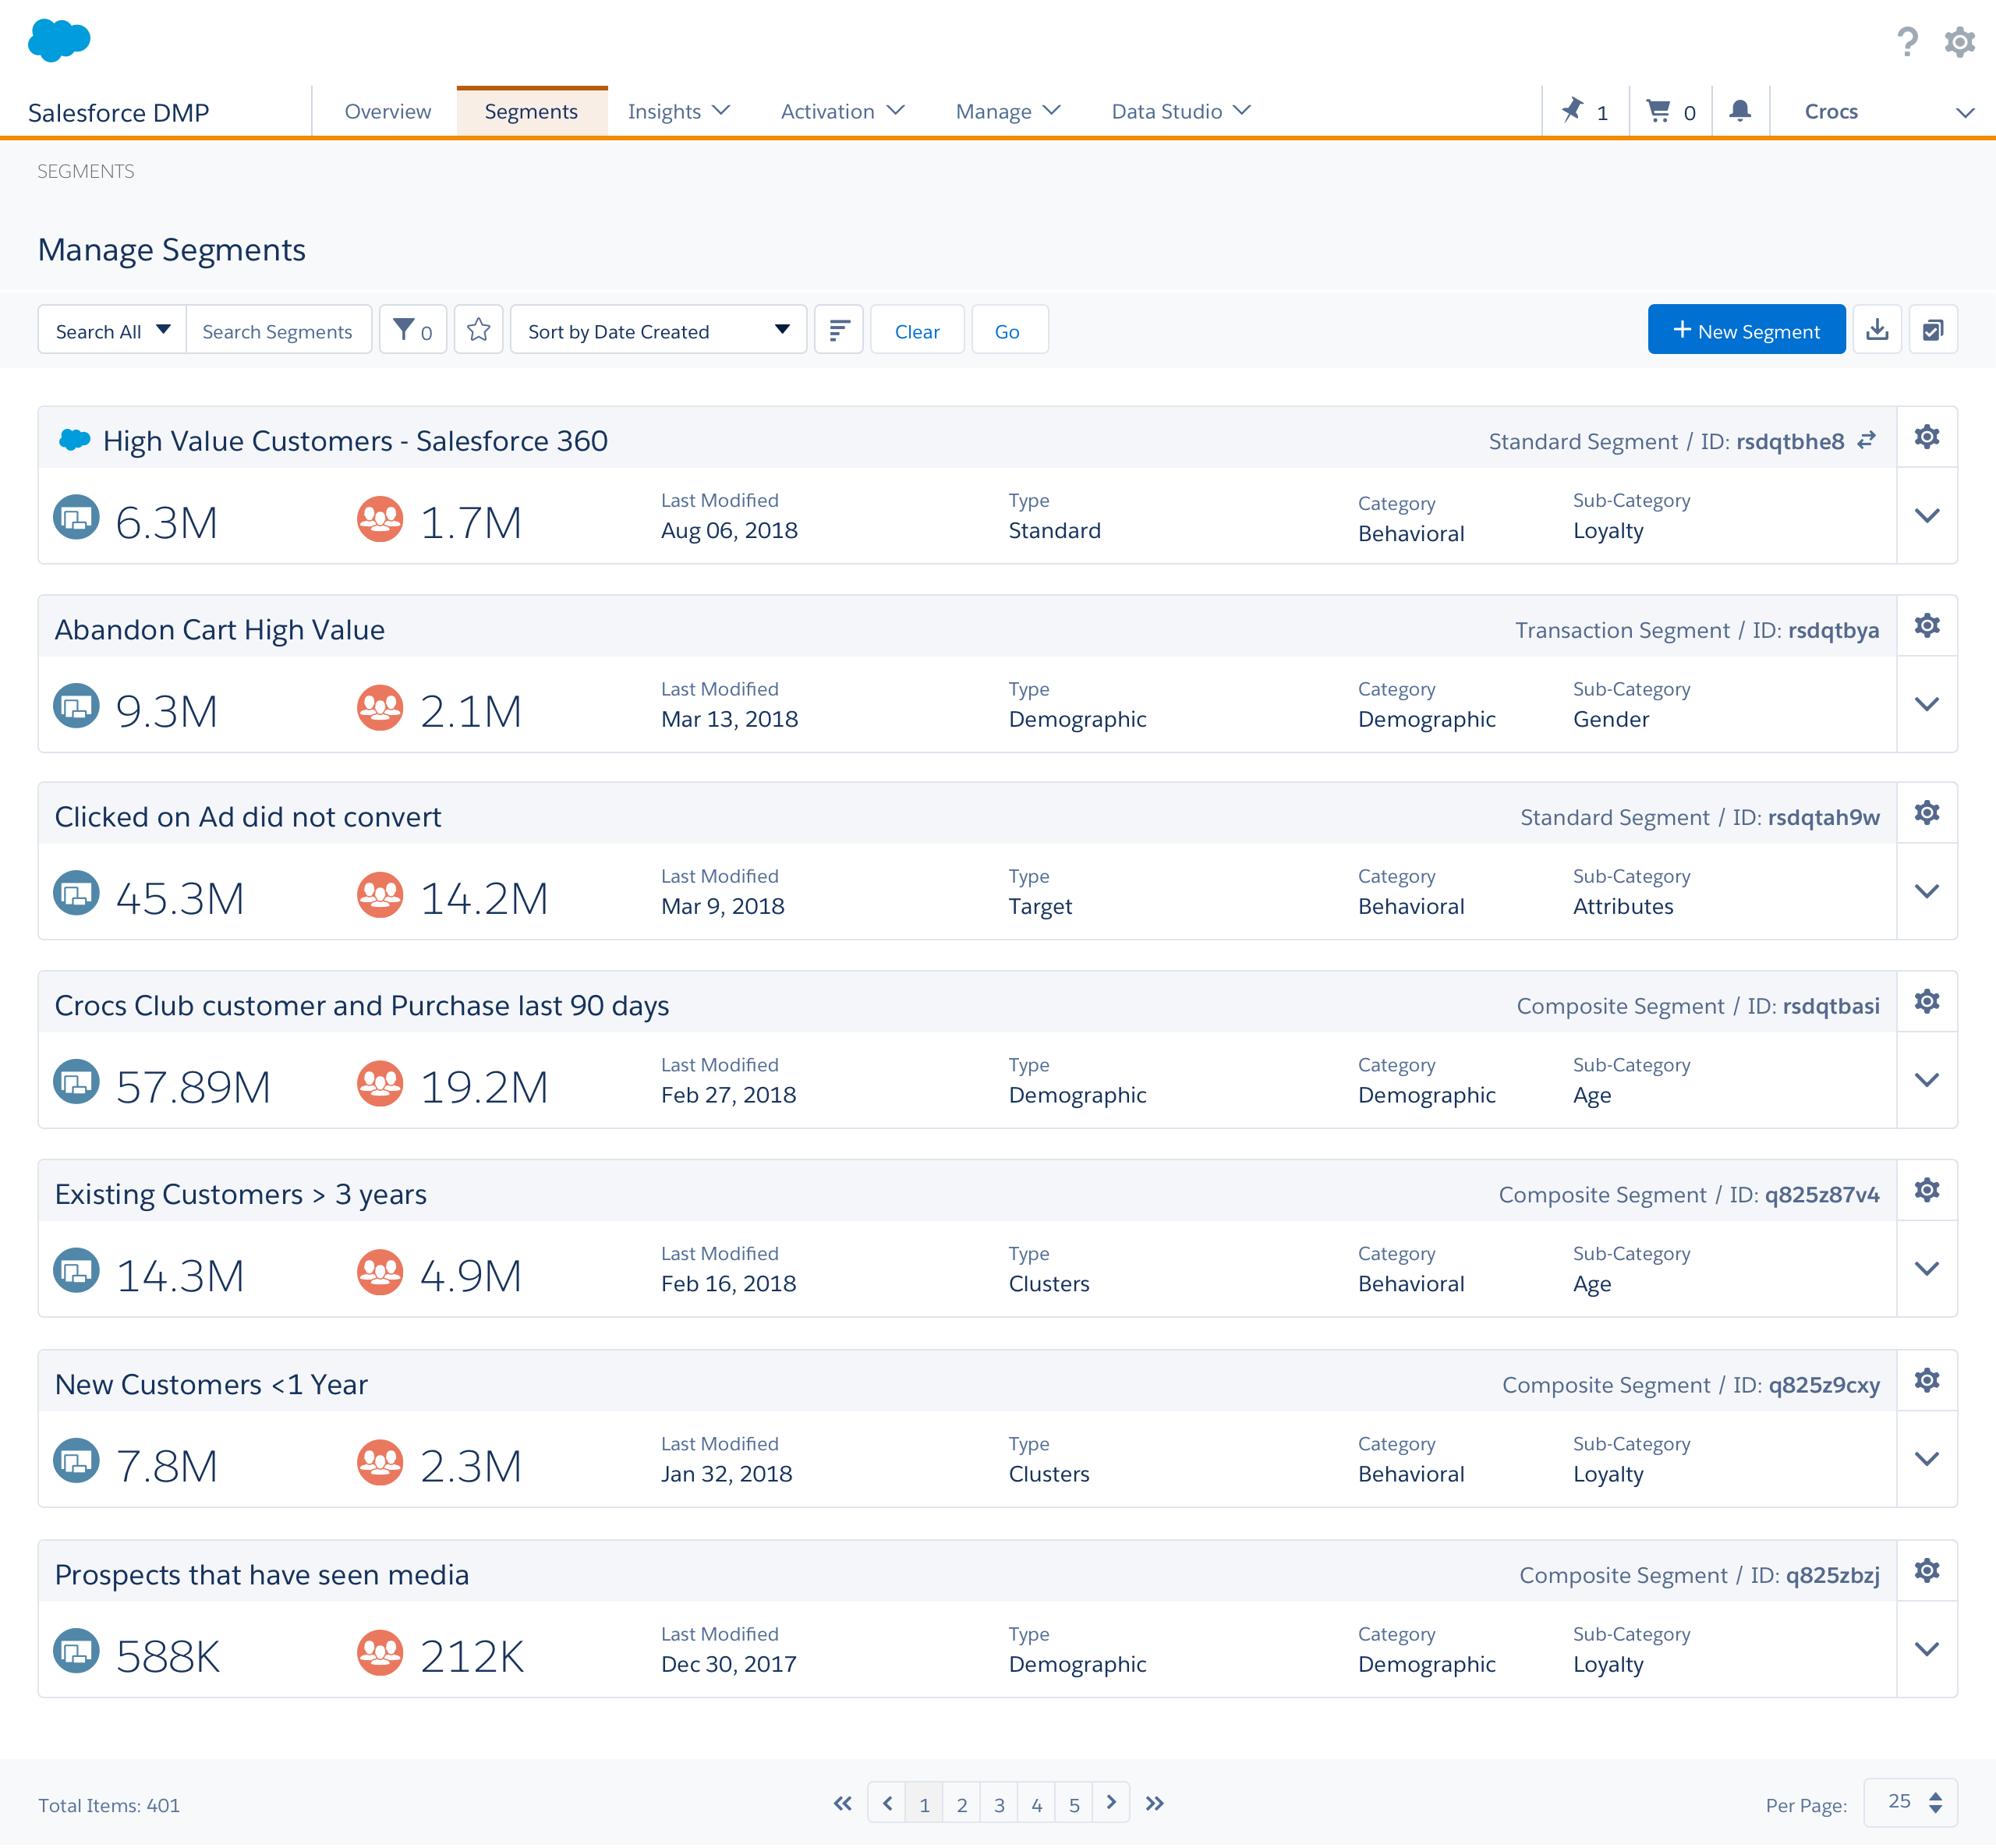 Salesforce DMP
Overview Segments Insights Activation Manage Data Studio 1 0 Crocs
SEGMENTS
Manage Segments
Search All Search Segments 0 Sort by Date Created Clear Go + New Segment
High Value Customers - Salesforce 360 Standard Segment / ID: rsdqtbhe8
6.3M 1.7M
Last Modified Type Category Sub-Category
Aug 06, 2018 Standard Behavioral Loyalty
Abandon Cart High Value Transaction Segment / ID: rsdqtbya
9.3M 2.1M
Last Modified Type Category Sub-Category
Mar 13, 2018 Demographic Demographic Gender
Clicked on Ad did not convert Standard Segment / ID: rsdqtah9w
45.3M 14.2M
Last Modified Type Category Sub-Category
Mar 9, 2018 Target Behavioral Attributes
Crocs Club customer and Purchase last 90 days Composite Segment / ID: rsdqtbasi
57.89M 19.2M
Last Modified Type Category Sub-Category
Feb 27, 2018 Demographic Demographic Age
Existing Customers > 3 years Composite Segment / ID: q825z87v4
14.3M 4.9M
Last Modified Type Category Sub-Category
Feb 16, 2018 Clusters Behavioral Age
New Customers <1 Year Composite Segment / ID: q825z9cxy
7.8M 2.3M
Last Modified Type Category Sub-Category
Jan 32, 2018 Clusters Behavioral Loyalty
Prospects that have seen media Composite Segment / ID: q825zbzj
588K 212K
Last Modified Type Category Sub-Category
Dec 30, 2017 Demographic Demographic Loyalty
Total Items: 401 1 2 3 4 5 Per Page: 25